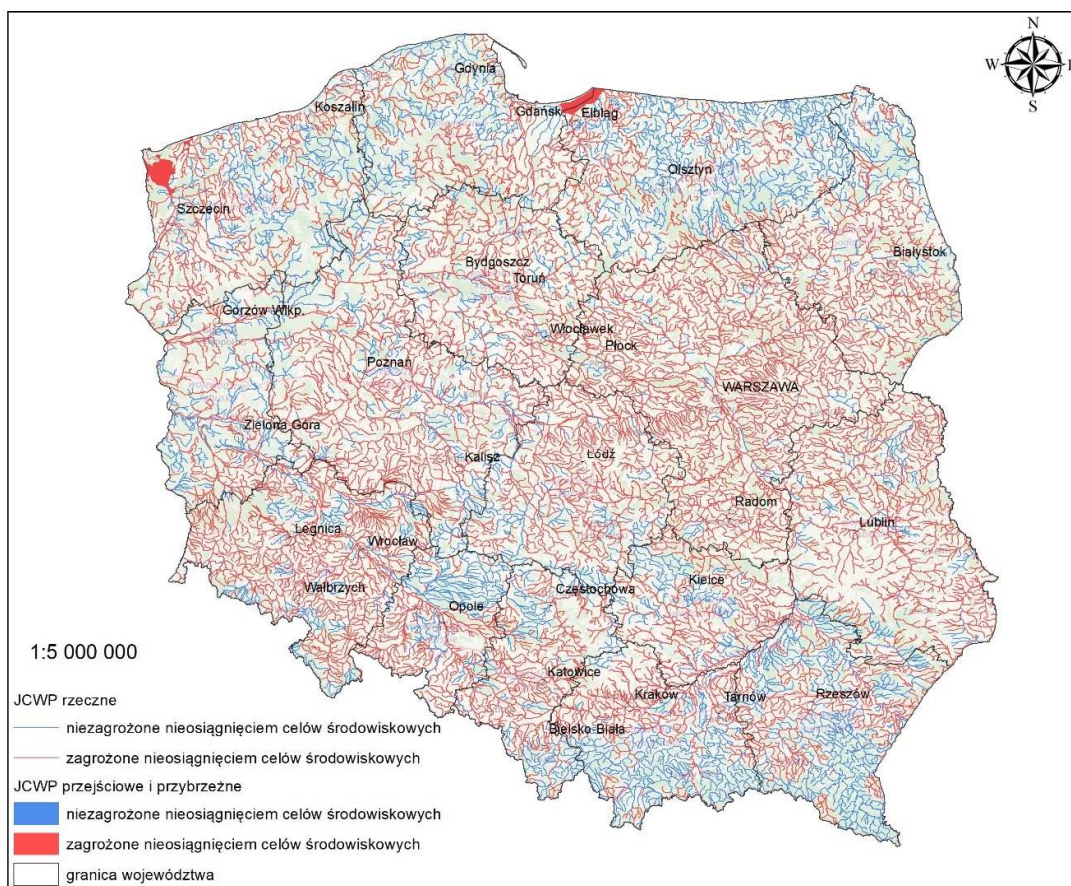 N
W E
S
Gdynia
Koszalin
Gdańsk
Elbląg
Olsztyn
Szczecin
Białystok
Bydgoszcz
Toruń
Gorzów Wlkp.
Włocławek
Płock
Poznań
WARSZAWA
Zielona Góra
Kalisz
Łódź
Radom
Legnica
Wrocław
Lublin
Wałbrzych
Częstochowa
Kielce
Opole
1:5 000 000
Katowice
Kraków
Tarnów
Rzeszów
Bielsko-Biała
JCWP rzeczne
niezagrożone nieosiągnięciem celów środowiskowych
zagrożone nieosiągnięciem celów środowiskowych
JCWP przejściowe i przybrzeżne
niezagrożone nieosiągnięciem celów środowiskowych
zagrożone nieosiągnięciem celów środowiskowych
granica województwa